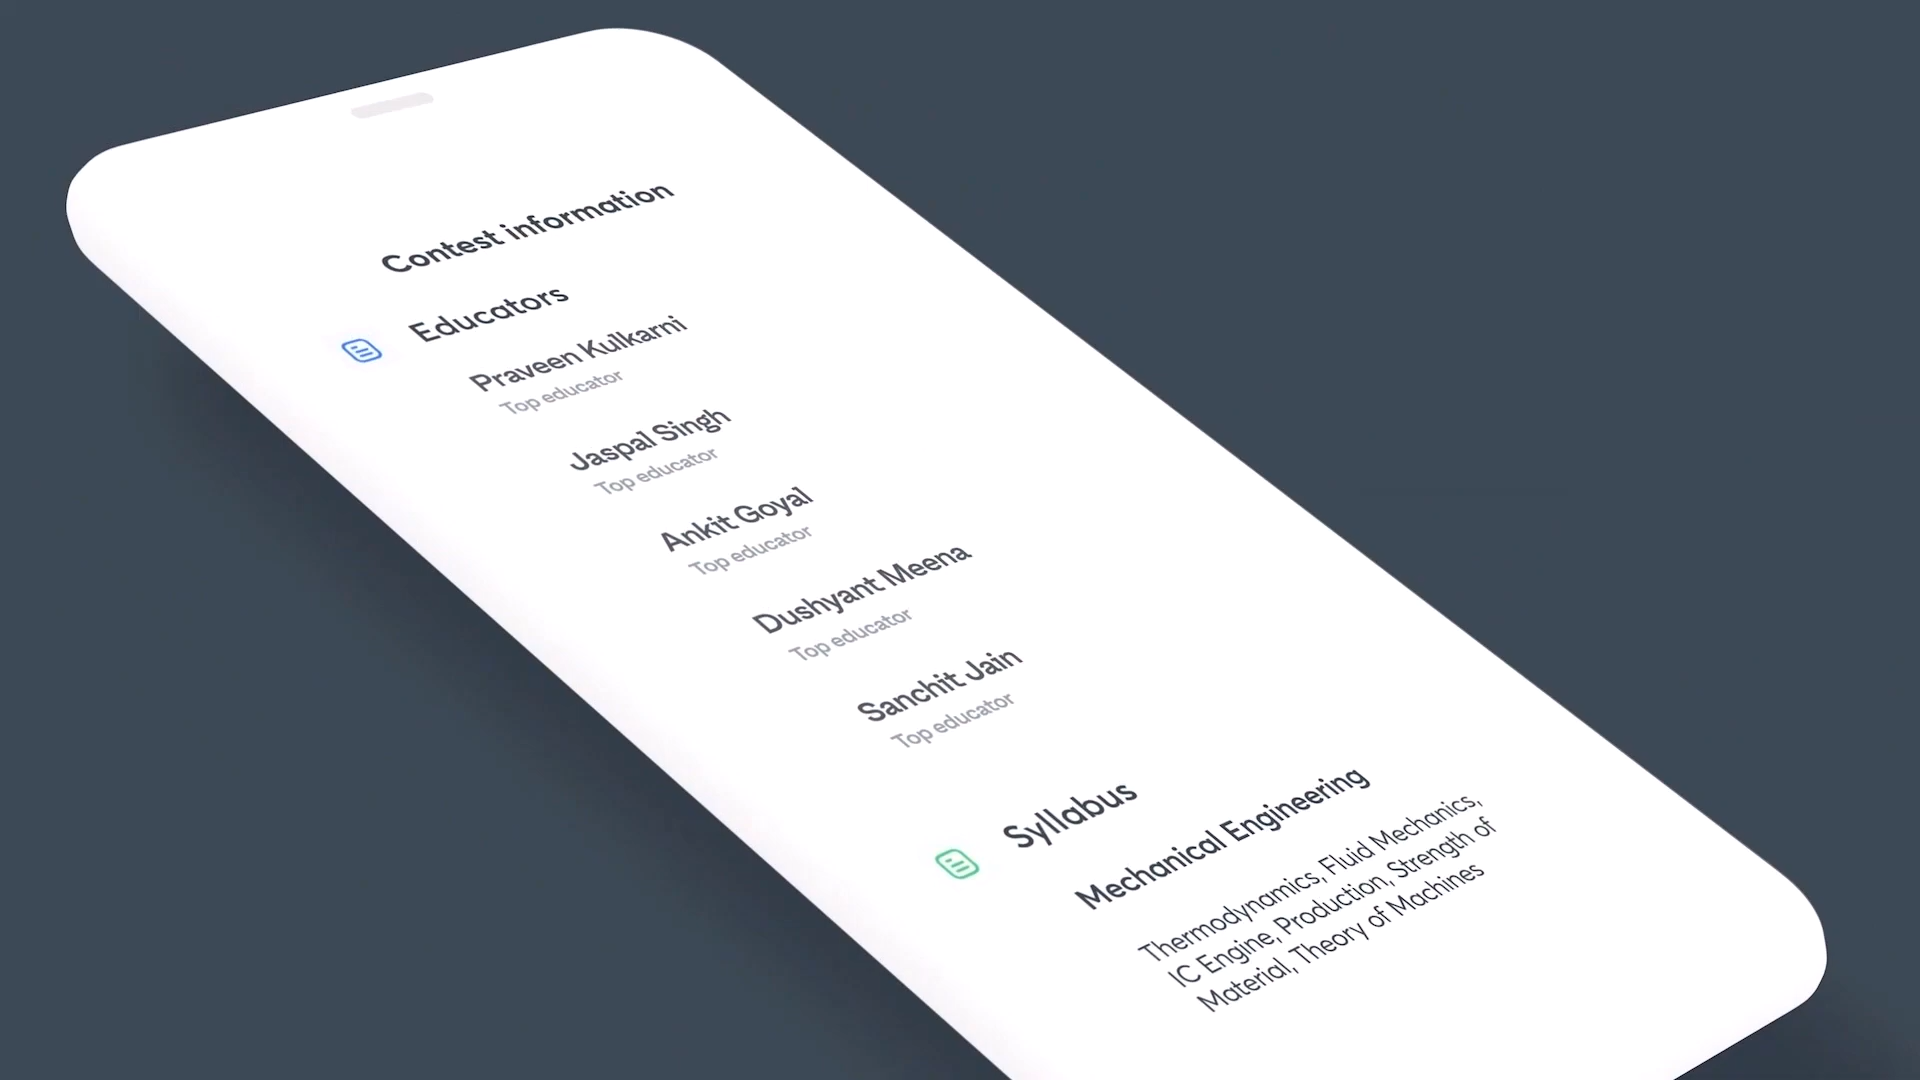 Contest information
Educators
Praveen Kulkarni
Top educator
Jaspal Singh
Top educator
Ankit Goyal
Top educator
Dushyant Meena
Top educator
Sanchit Jain
Top educator
Syllabus
Mechanical Engineering
Thermodynamics, Fluid Mechanics,
IC Engine, Production, Strength of
Material, Theory of Machines